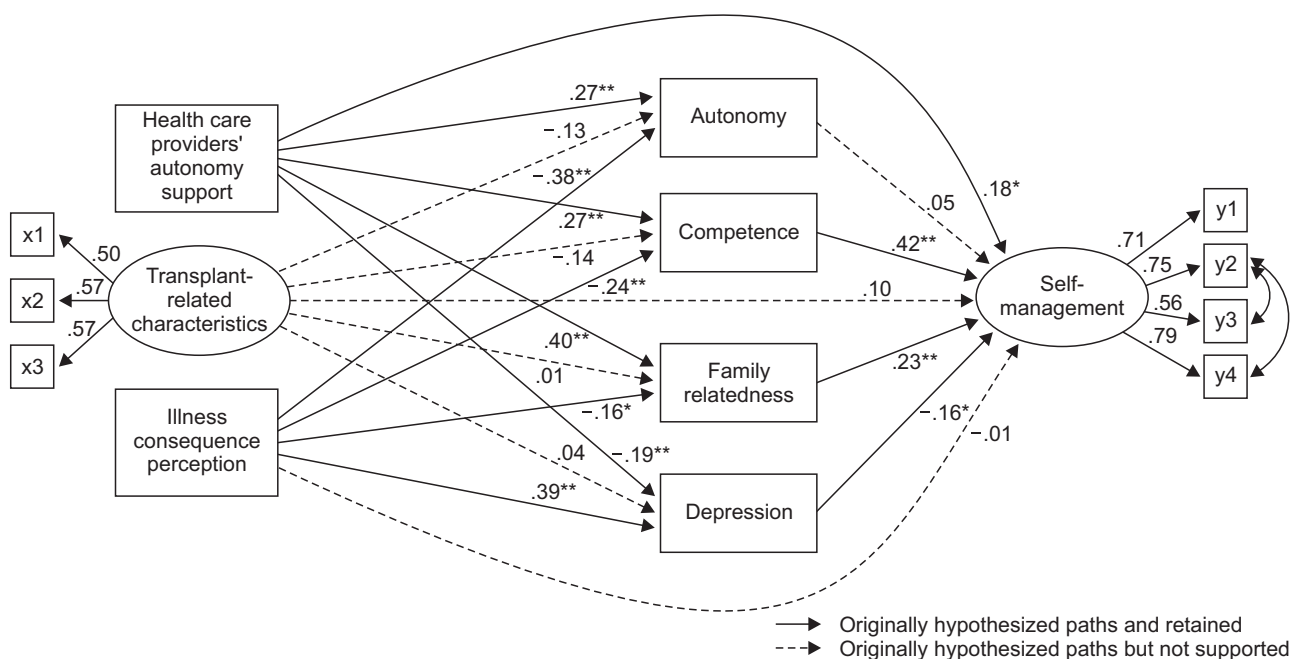 Health care
providers'
autonomy
support
Transplant-
related
characteristics
Illness
consequence
perception
x1
x2
x3
.50
.57
.57
.27**
−.13
−.38**
.27**
−.14
−.24**
.10
.40**
.01
−.16*
−.19**
.04
.39**
Autonomy
Competence
Family
relatedness
Depression
.18*
.05
.42**
.23**
−.16*
−.01
Self-
management
.71
.75
.56
.79
y1
y2
y3
y4
Originally hypothesized paths and retained
Originally hypothesized paths but not supported